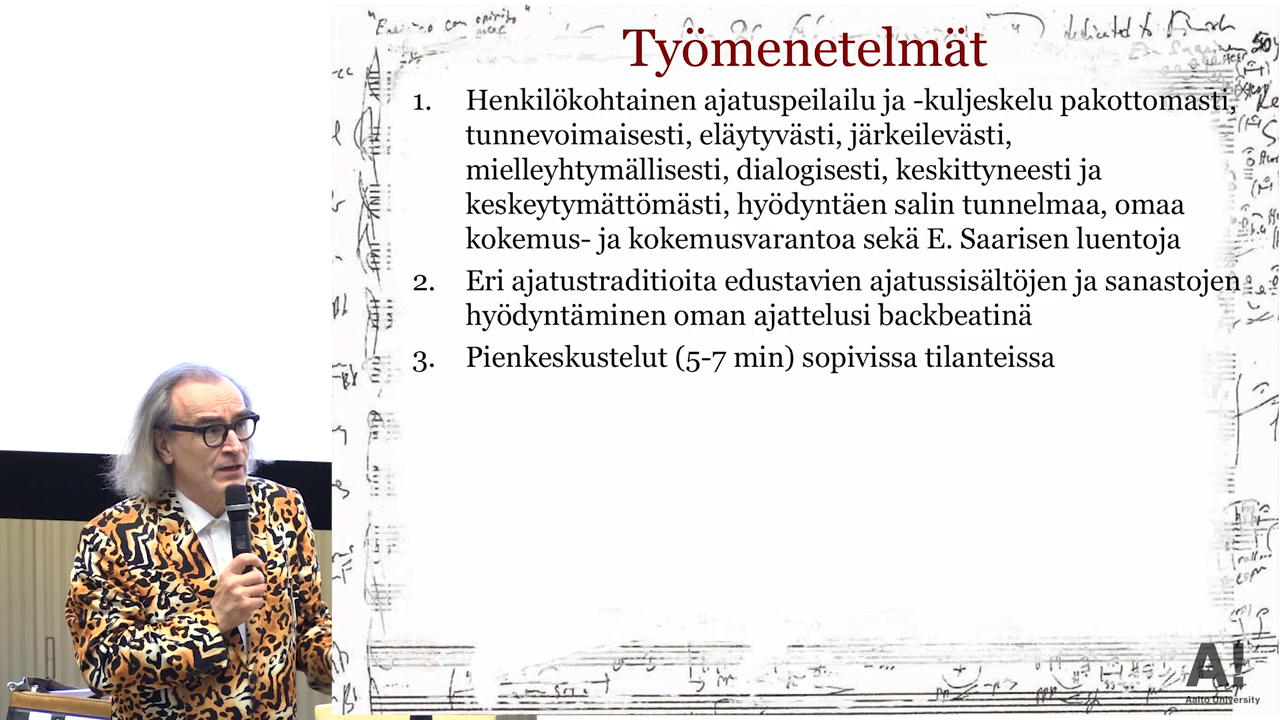 dedicated to
Työmenetelmät
1. Henkilökohtainen ajatuspeilailu ja -kuljeskelu pakottomasti,
tunnevoimaisesti, eläytyvästi, järkeilevästi,
mielleyhtymällisesti, dialogisesti, keskittyneesti ja
keskeytymättömästi, hyödyntäen salin tunnelmaa, omaa
kokemus- ja kokemusvarantoa sekä E. Saarisen luentoja
2. Eri ajatustraditioita edustavien ajatussisältöjen ja sanastojen
hyödyntäminen oman ajattelusi backbeatinä
3. Pienkeskustelut (5-7 min) sopivissa tilanteissa
A!
Aalto University